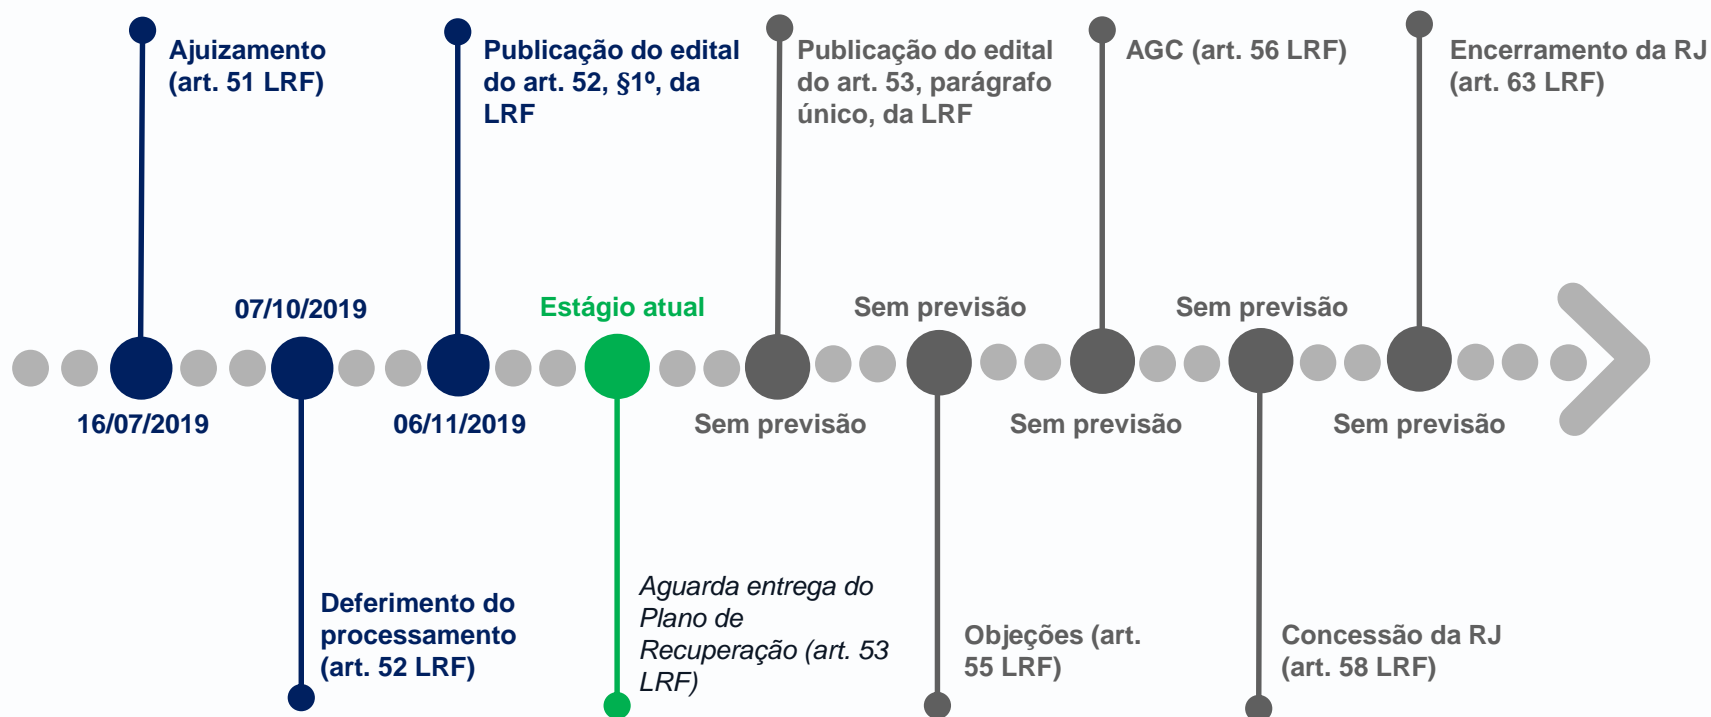 Ajuizamento
(art. 51 LRF)
Publicação do edital
do art. 52, §1º, da
LRF
Publicação do edital
do art. 53, parágrafo
único, da LRF
AGC (art. 56 LRF)
Encerramento da RJ
(art. 63 LRF)
07/10/2019
Estágio atual
Sem previsão
Sem previsão
16/07/2019
06/11/2019
Sem previsão
Sem previsão
Sem previsão
Deferimento do
processamento
(art. 52 LRF)
Aguarda entrega do
Plano de
Recuperação (art. 53
LRF)
Objeções (art.
55 LRF)
Concessão da RJ
(art. 58 LRF)